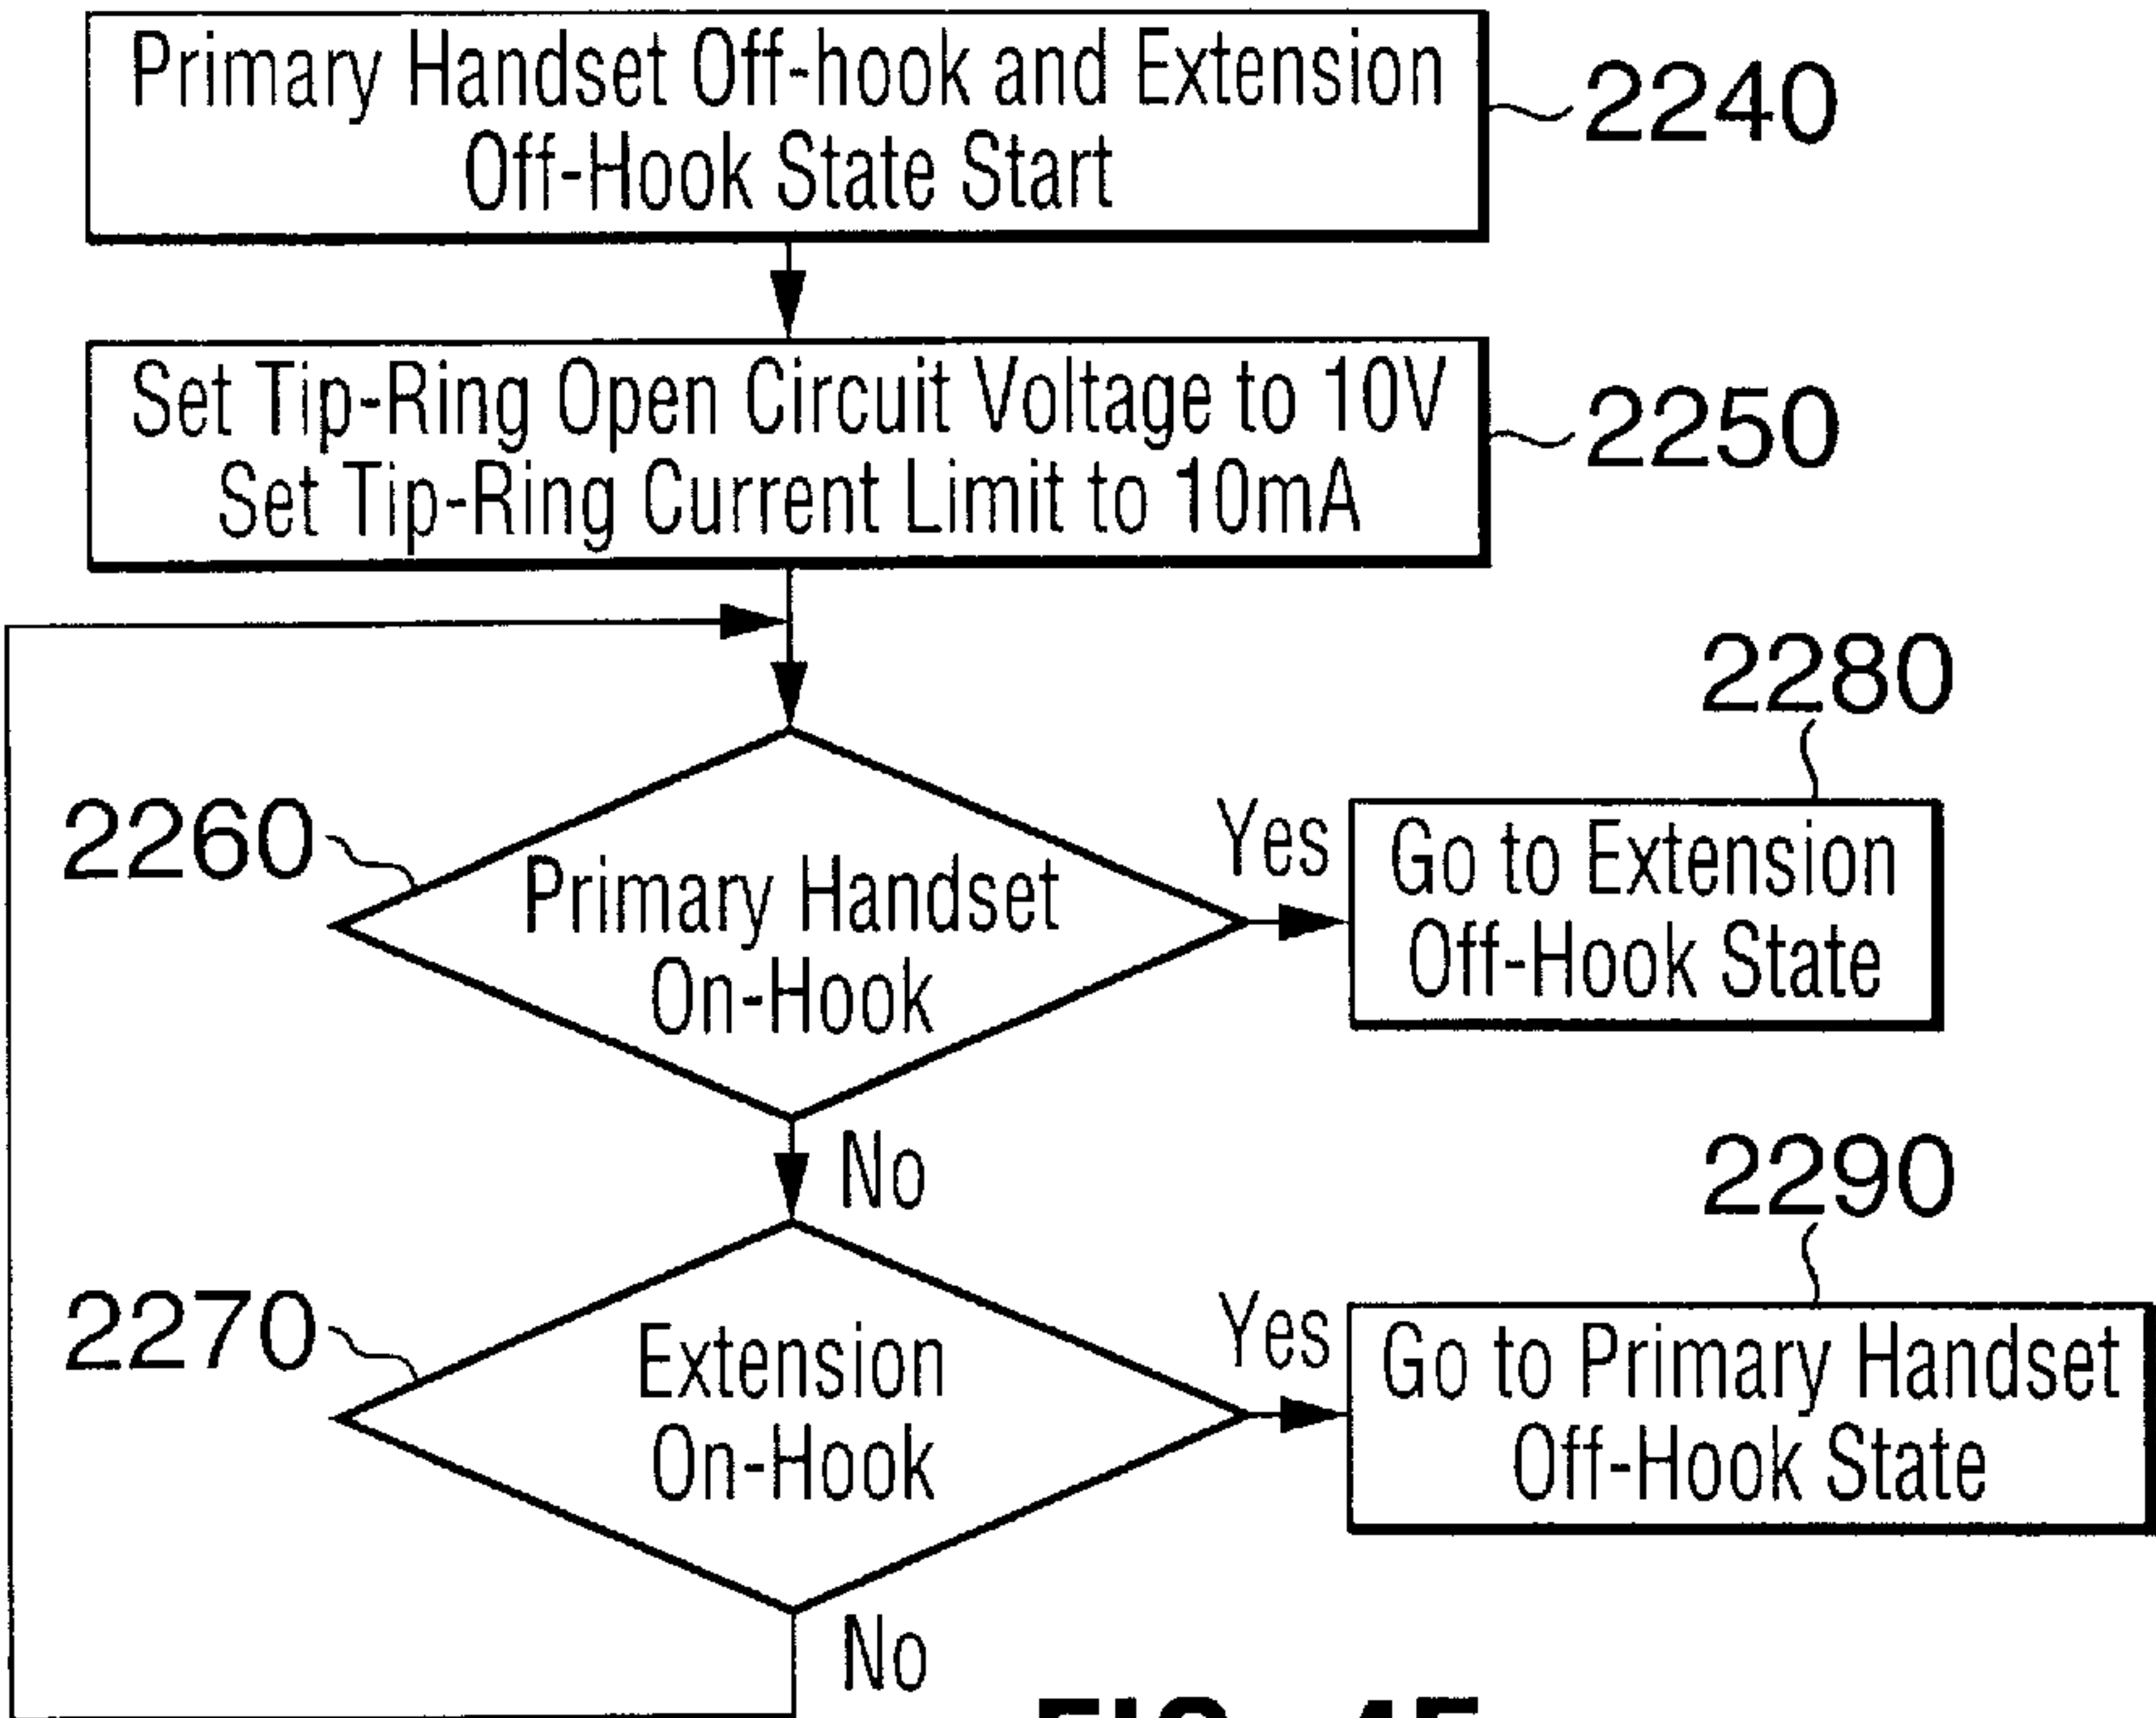 Primary Handset Off-hook and Extension
Off-Hook State Start
2240
Set Tip-Ring Open Circuit Voltage to 10V
Set Tip-Ring Current Limit to 10mA
2250
2260
Primary Handset
On-Hook
Yes
2280
Go to Extension
Off-Hook State
No
2270
Extension
On-Hook
Yes
2290
Go to Primary Handset
Off-Hook State
No